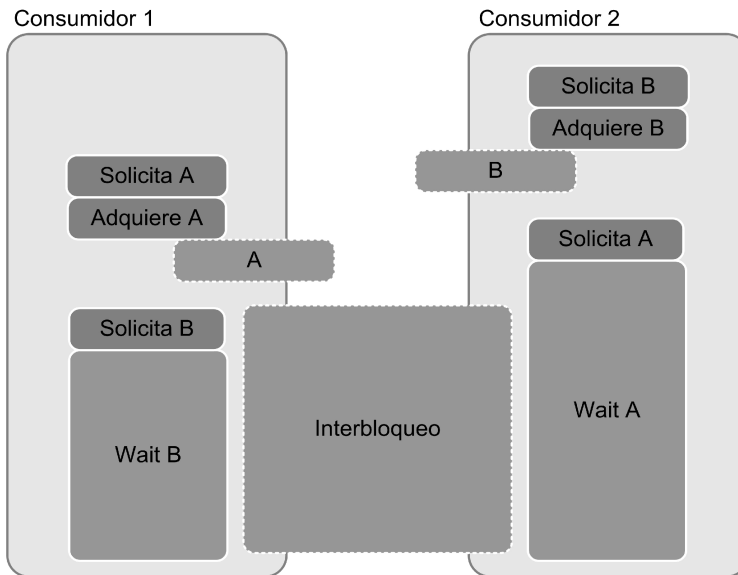 Consumidor 1
Consumidor 2
Solicita B
Adquiere B
B
Solicita A
Adquiere A
A
Solicita A
Solicita B
Wait B
Interbloqueo
Wait A